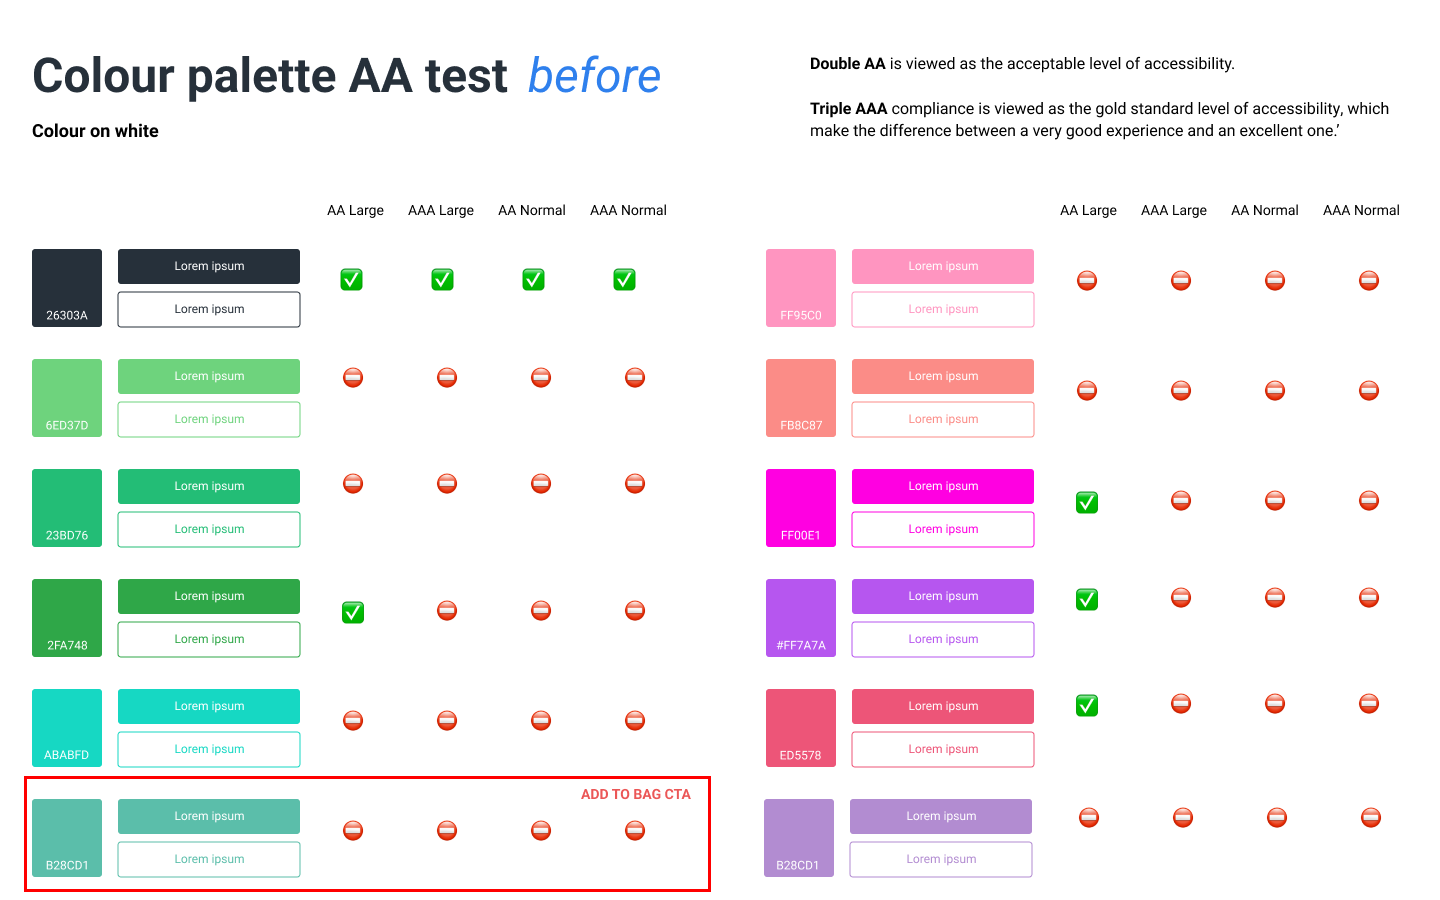 Colour palette AA test before
Colour on white
Double AA is viewed as the acceptable level of accessibility.
Triple AAA compliance is viewed as the gold standard level of accessibility, which
make the difference between a very good experience and an excellent one.’
AA Large AAA Large AA Normal AAA Normal
26303A
Lorem ipsum
Lorem ipsum
6ED37D
Lorem ipsum
Lorem ipsum
23BD76
Lorem ipsum
Lorem ipsum
2FA748
Lorem ipsum
Lorem ipsum
ABABFD
Lorem ipsum
Lorem ipsum
ADD TO BAG CTA
B28CD1
Lorem ipsum
Lorem ipsum
AA Large AAA Large AA Normal AAA Normal
FF95C0
Lorem ipsum
Lorem ipsum
FB8C87
Lorem ipsum
Lorem ipsum
FF00E1
Lorem ipsum
Lorem ipsum
#FF7A7A
Lorem ipsum
Lorem ipsum
ED5578
Lorem ipsum
Lorem ipsum
B28CD1
Lorem ipsum
Lorem ipsum